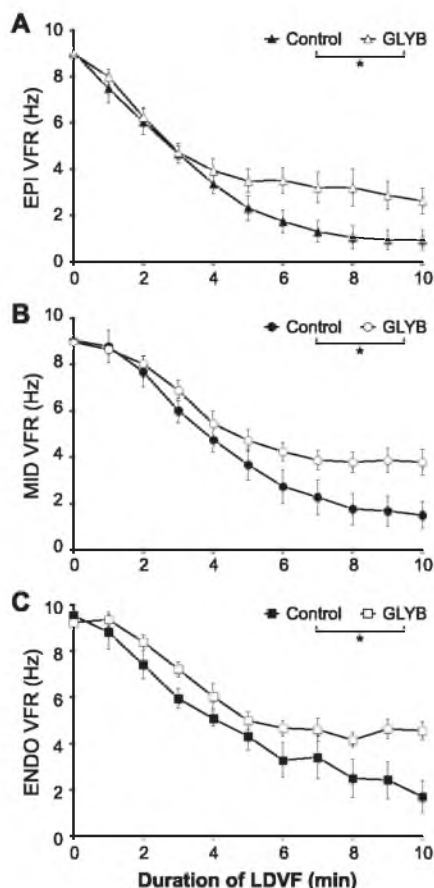 A
Control GLYB
*
EPI VFR (Hz)
10
8
6
4
2
0
0 2 4 6 8 10
B
Control GLYB
*
MID VFR (Hz)
10
8
6
4
2
0
0 2 4 6 8 10
C
Control GLYB
*
ENDO VFR (Hz)
10
8
6
4
2
0
0 2 4 6 8 10
Duration of LDVF (min)